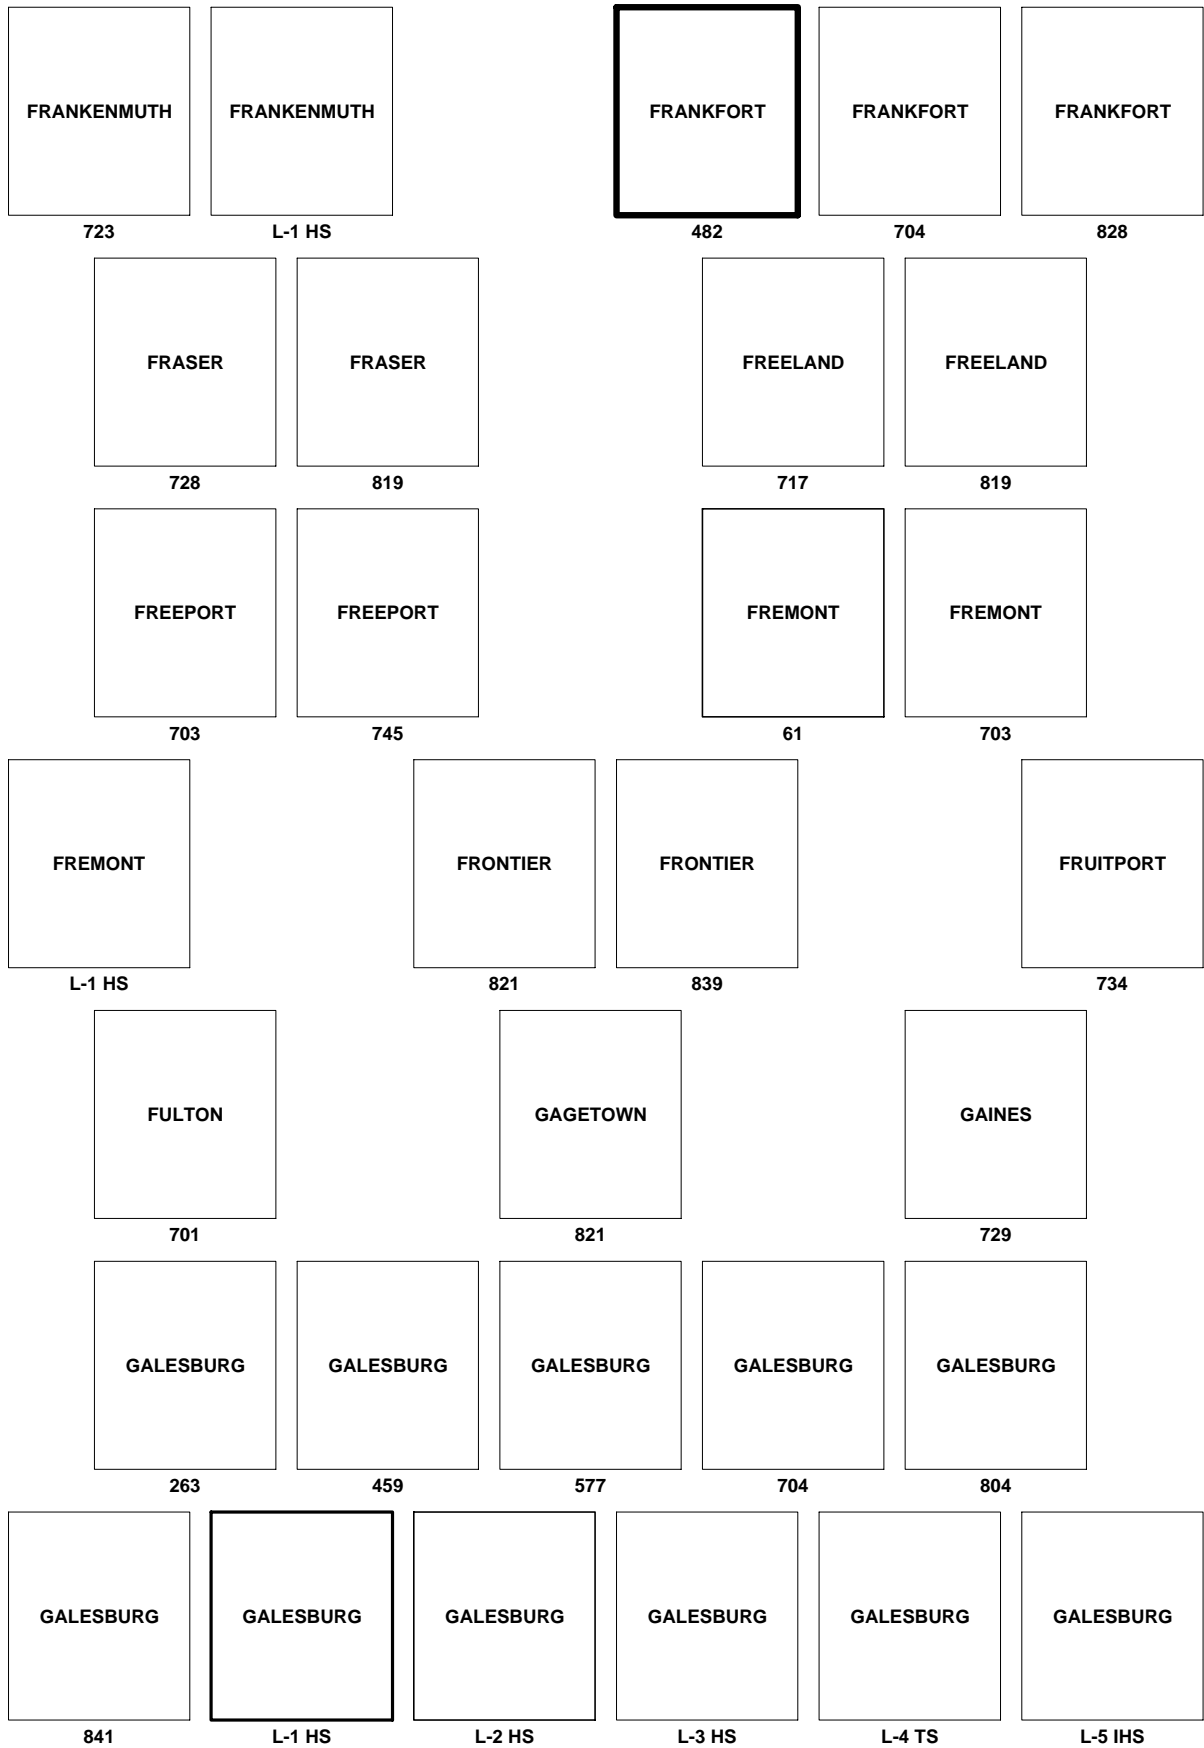 FRANKENMUTH FRANKENMUTH FRANKFORT FRANKFORT FRANKFORT
723 L-1 HS 482 704 828
FRASER FRASER FREELAND FREELAND
728 819 717 819
FREEPORT FREEPORT FREMONT FREMONT
703 745 61 703
FREMONT FRONTIER FRONTIER FRUITPORT
L-1 HS 821 839 734
FULTON GAGETOWN GAINES
701 821 729
GALESBURG GALESBURG GALESBURG GALESBURG GALESBURG
263 459 577 704 804
GALESBURG GALESBURG GALESBURG GALESBURG GALESBURG GALESBURG
841 L-1 HS L-2 HS L-3 HS L-4 TS L-5 IHS